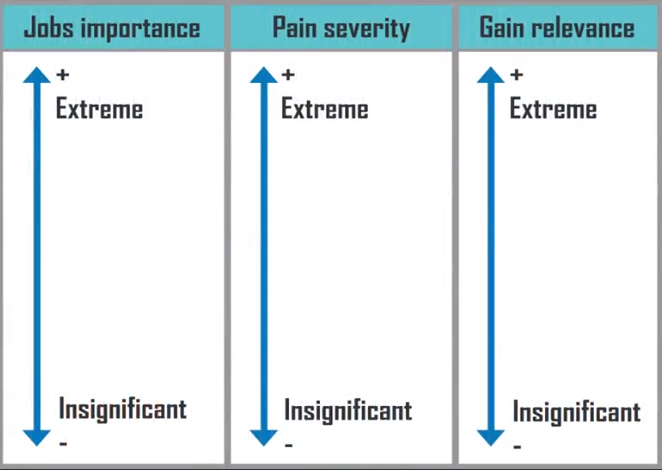 Jobs importance
+
Extreme
Insignificant
-
Pain severity
+
Extreme
Insignificant
-
Gain relevance
+
Extreme
Insignificant
-